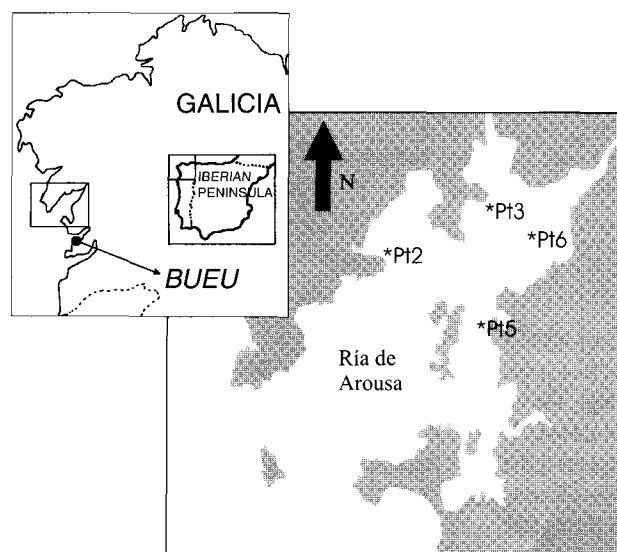 GALICIA
IBERIAN
PENINSULA
BUEU
N
*Pt3
*Pt6
*Pt2
*Pt5
Ría de
Arousa